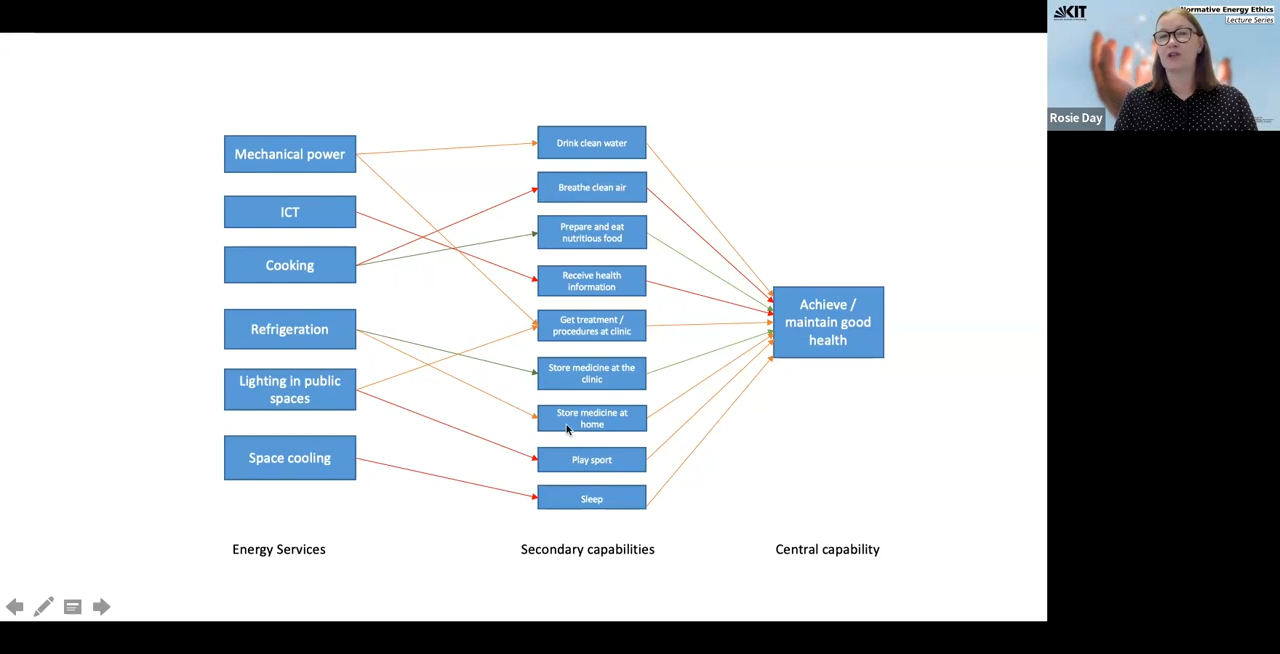 KIT
Normative Energy Ethics
Lecture Series
Rosie Day
Mechanical power
ICT
Cooking
Refrigeration
Lighting in public
spaces
Space cooling
Energy Services
Drink clean water
Breathe clean air
Prepare and eat
nutritious food
Receive health
information
Get treatment /
procedures at clinic
Store medicine at the
clinic
Store medicine at
home
Play sport
Sleep
Secondary capabilities
Achieve /
maintain good
health
Central capability